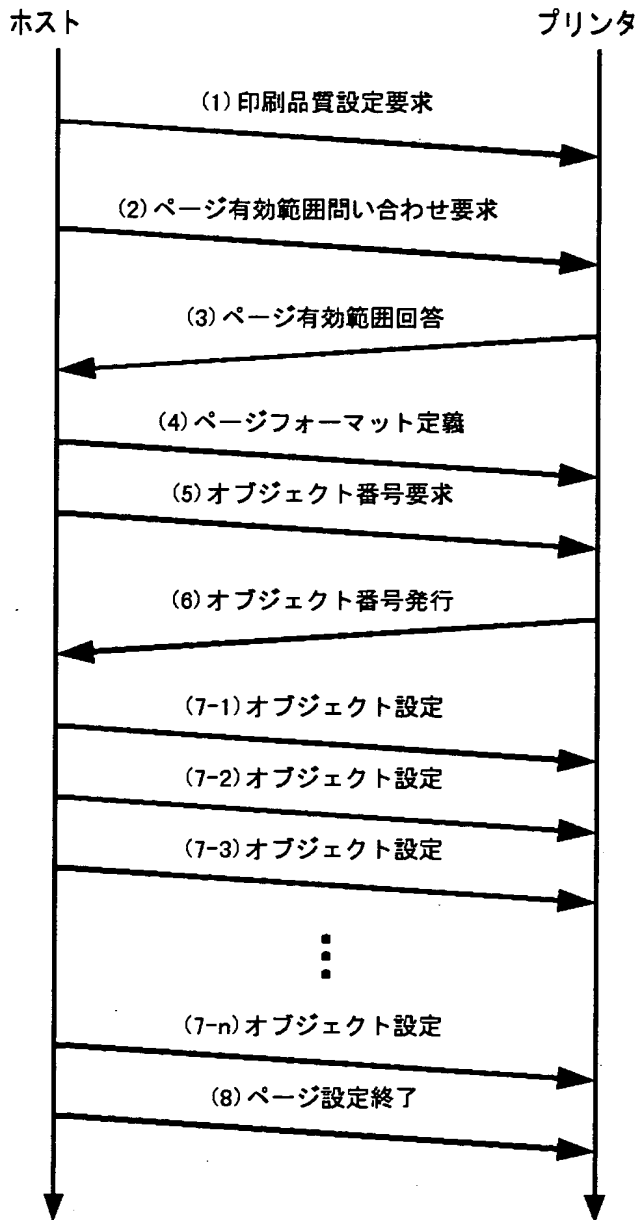 ホスト
プリンタ
(1)印刷品質設定要求
(2)ページ有効範囲問い合わせ要求
(3)ページ有効範囲回答
(4)ページフォーマット定義
(5)オブジェクト番号要求
(6)オブジェクト番号発行
(7-1)オブジェクト設定
(7-2)オブジェクト設定
(7-3)オブジェクト設定
(7-n)オブジェクト設定
(8)ページ設定終了